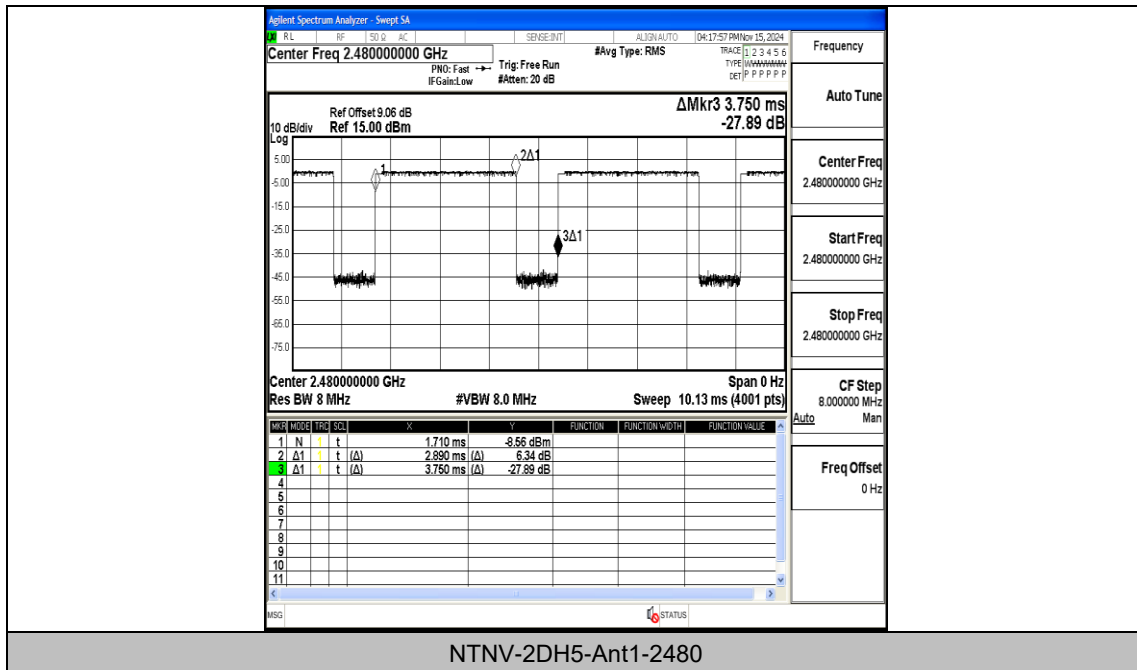 Agilent Spectrum Analyzer - Swept SA
RL RF 50 Ω AC SENSE:INT ALIGN AUTO 04:17:57 PM Nov 15, 2024
Center Freq 2.480000000 GHz #Avg Type: RMS TRACE 1 2 3 4 5 6
PNO: Fast Trig: Free Run TYPE
IFGain:Low #Atten: 20 dB DET P P P P P P
Frequency
Auto Tune
Center Freq
2.480000000 GHz
Start Freq
2.480000000 GHz
Stop Freq
2.480000000 GHz
CF Step
8.000000 MHz
Auto Man
Freq Offset
0 Hz
ΔMkr3 3.750 ms
-27.89 dB
Ref Offset 9.06 dB
10 dB/div Ref 15.00 dBm
Log
5.00
-5.00
-15.0
-25.0
-35.0
-45.0
-55.0
-65.0
-75.0
1
2Δ1
3Δ1
Center 2.480000000 GHz Span 0 Hz
Res BW 8 MHz #VBW 8.0 MHz Sweep 10.13 ms (4001 pts)
MKR MODE TRC SCL X Y FUNCTION FUNCTION WIDTH FUNCTION VALUE
1 N 1 t 1.710 ms -8.56 dBm
2 Δ1 1 t (Δ) 2.890 ms (Δ) 6.34 dB
3 Δ1 1 t (Δ) 3.750 ms (Δ) -27.89 dB
4
5
6
7
8
9
10
11
MSG STATUS
NTNV-2DH5-Ant1-2480